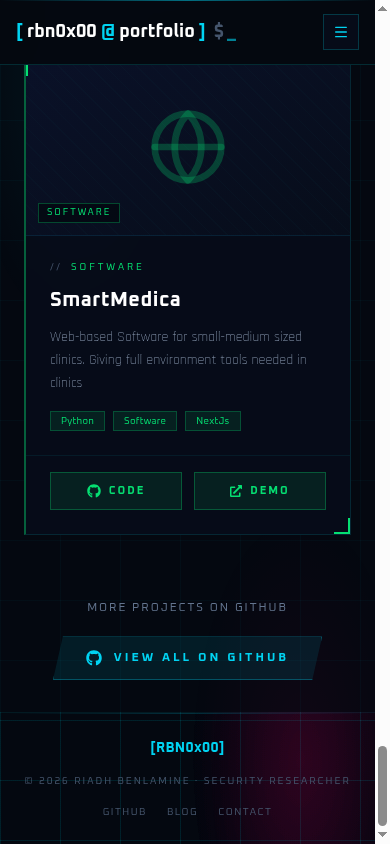 [ rbn0x00 @ portfolio ] $_
SOFTWARE
// SOFTWARE
SmartMedica
Web-based Software for small-medium sized
clinics. Giving full environment tools needed in
clinics
Python Software NextJs
CODE DEMO
MORE PROJECTS ON GITHUB
VIEW ALL ON GITHUB
[RBN0x00]
© 2026 RIADH BENLAMINE - SECURITY RESEARCHER
GITHUB BLOG CONTACT